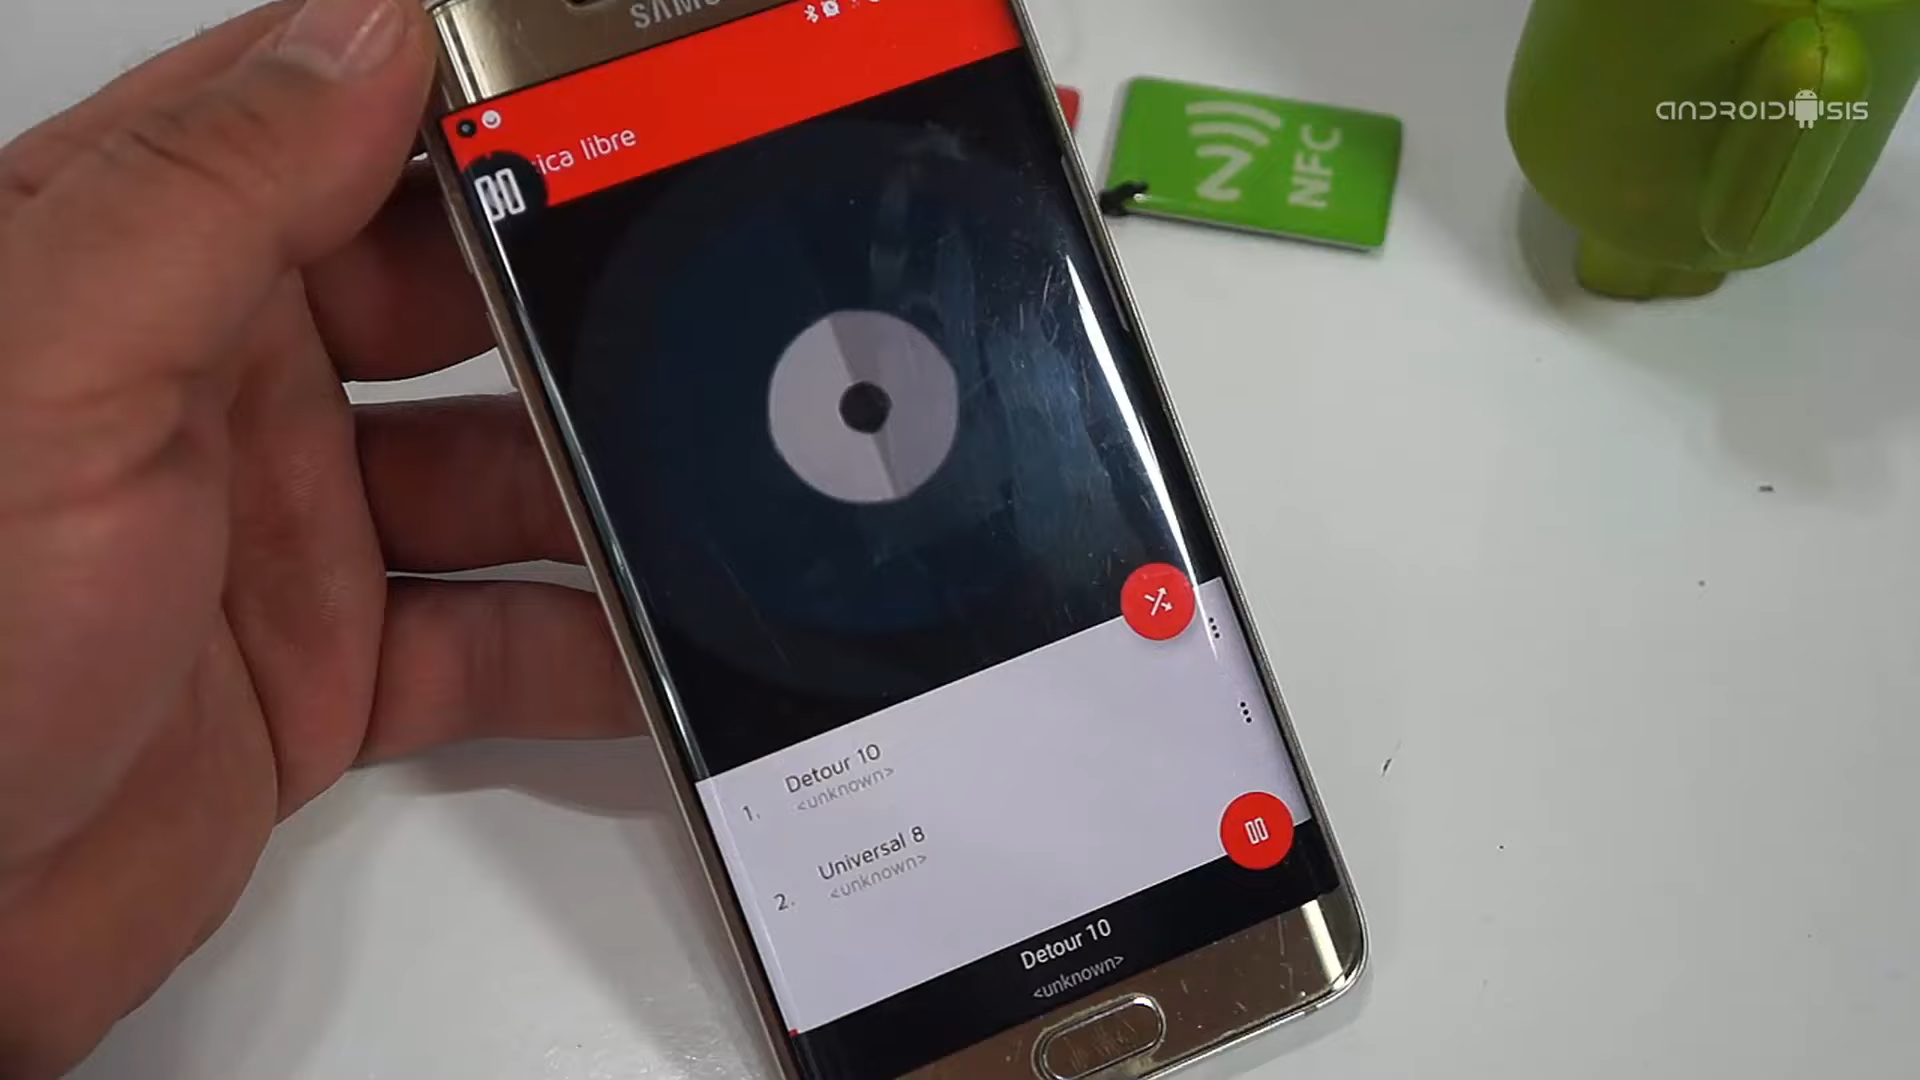 SAMS
ica libre
NFC
ANDROIDSIS
1. Detour 10
<unknown>
2. Universal 8
<unknown>
Detour 10
<unknown>